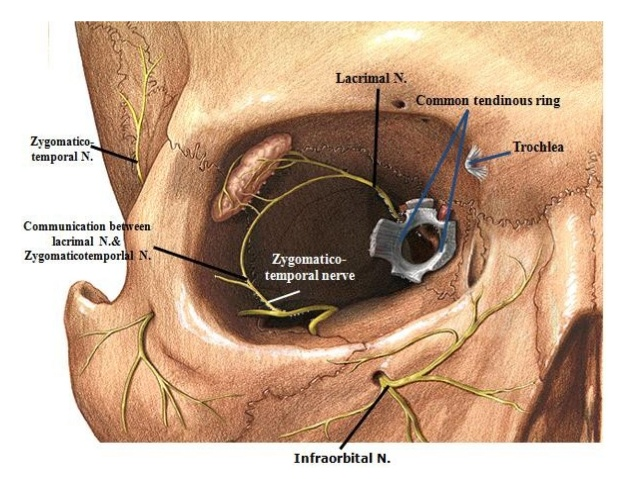 Lacrimal N.
Common tendinous ring
Trochlea
Zygomatico-
temporal N.
Communication between
lacrimal N.&
Zygomaticotemporlal N.
Zygomatico-
temporal nerve
Infraorbital N.